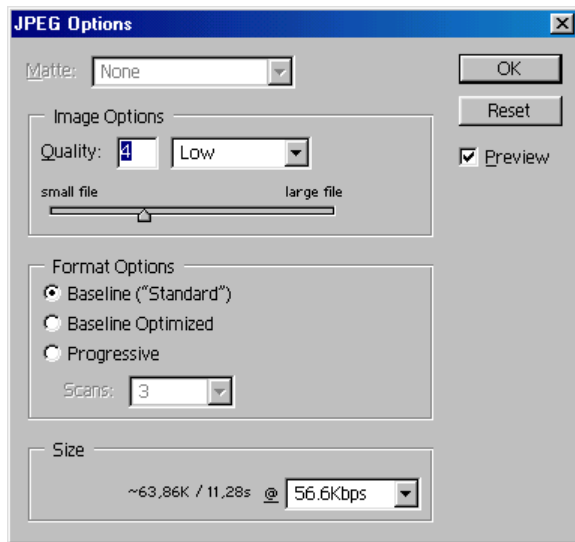 JPEG Options
Matte: None
OK
Reset
Preview
Image Options
Quality: 4 Low
small file large file
Format Options
Baseline ("Standard")
Baseline Optimized
Progressive
Scans: 3
Size
~63,86K / 11,28s @ 56.6Kbps